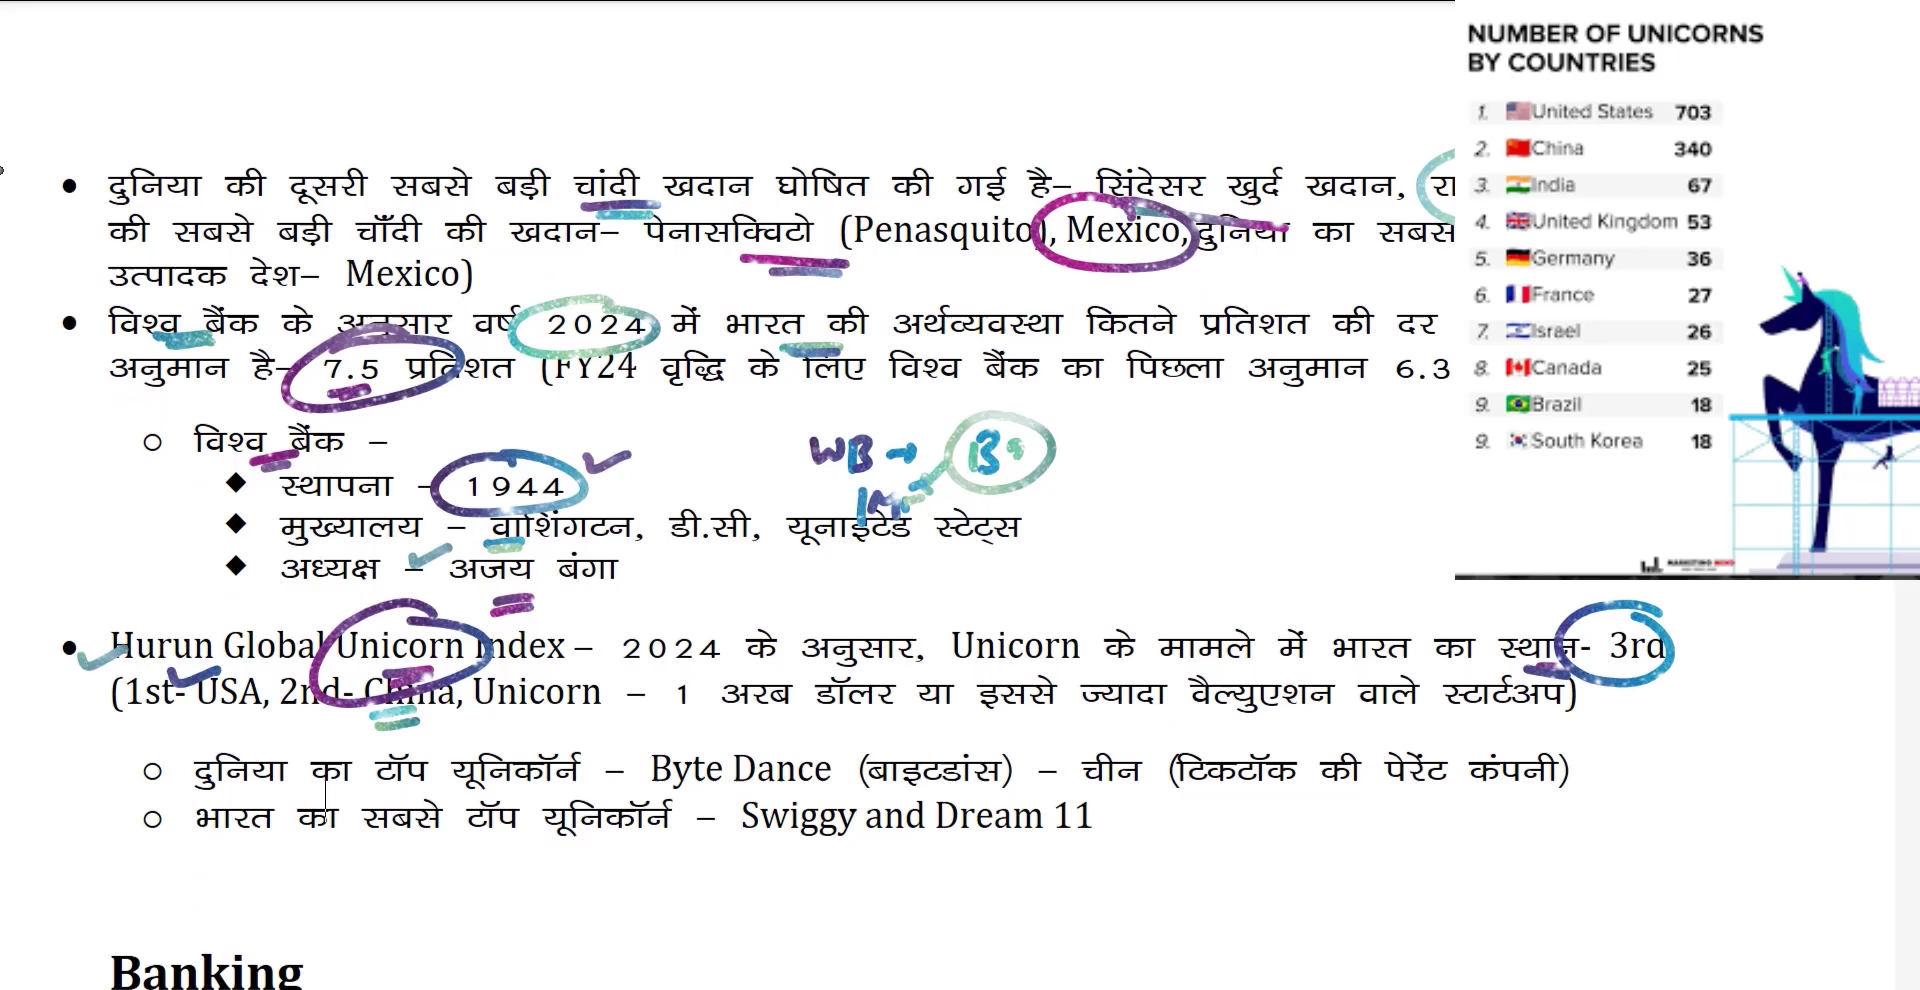 दुनिया की दूसरी सबसे बड़ी चांदी खदान घोषित की गई है– सिंदेसर खुर्द खदान, रा
की सबसे बड़ी चाँदी की खदान– पेनासक्विटो (Penasquito), Mexico, दुनिया का सबस
उत्पादक देश– Mexico)
विश्व बैंक के अनुसार वर्ष 2024 में भारत की अर्थव्यवस्था कितने प्रतिशत की दर
अनुमान है– 7.5 प्रतिशत (FY24 वृद्धि के लिए विश्व बैंक का पिछला अनुमान 6.3
विश्व बैंक –
WB →
स्थापना – 1944
मुख्यालय – वाशिंगटन, डी.सी, यूनाइटेड स्टेट्स
अध्यक्ष – अजय बंगा
Hurun Global Unicorn Index – 2024 के अनुसार, Unicorn के मामले में भारत का स्थान- 3rd
(1st- USA, 2nd- China, Unicorn – 1 अरब डॉलर या इससे ज्यादा वैल्युएशन वाले स्टार्टअप)
दुनिया का टॉप यूनिकॉर्न – Byte Dance (बाइटडांस) – चीन (टिकटॉक की पेरेंट कंपनी)
भारत का सबसे टॉप यूनिकॉर्न – Swiggy and Dream 11
Banking
NUMBER OF UNICORNS
BY COUNTRIES
1. United States 703
2. China 340
3. India 67
4. United Kingdom 53
5. Germany 36
6. France 27
7. Israel 26
8. Canada 25
9. Brazil 18
9. South Korea 18